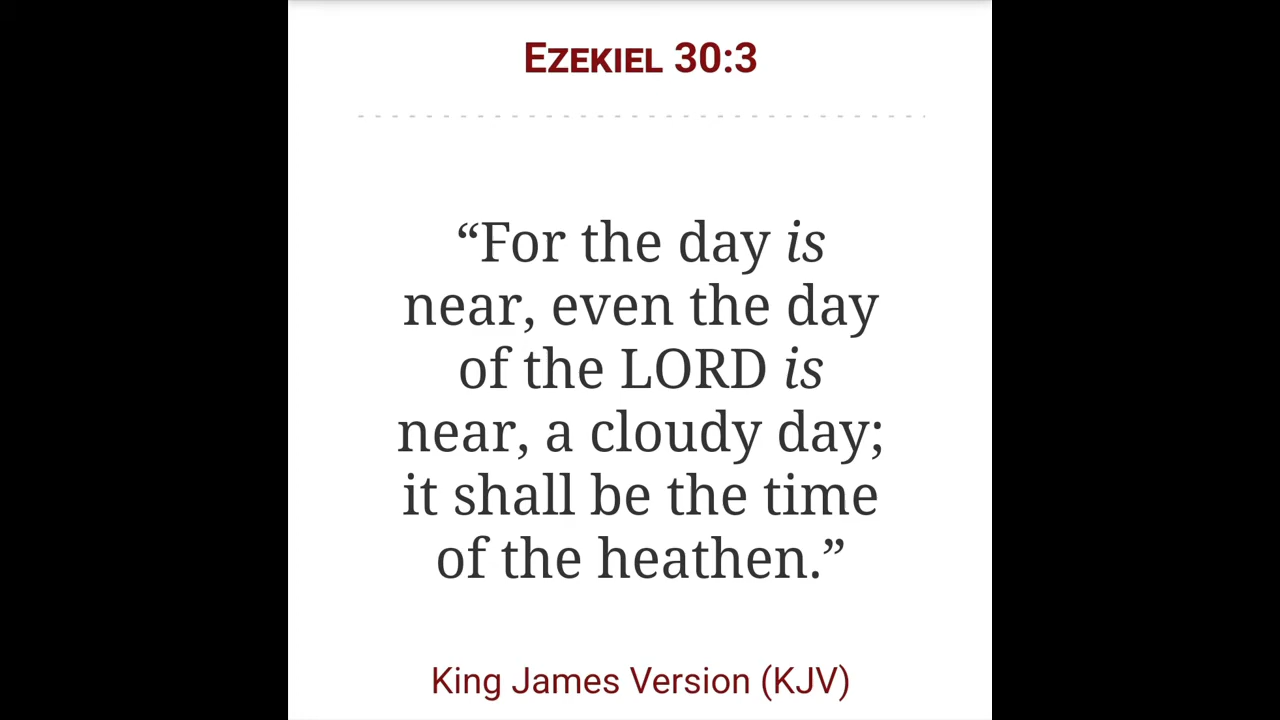 EZEKIEL 30:3
“For the day is
near, even the day
of the LORD is
near, a cloudy day;
it shall be the time
of the heathen.”
King James Version (KJV)